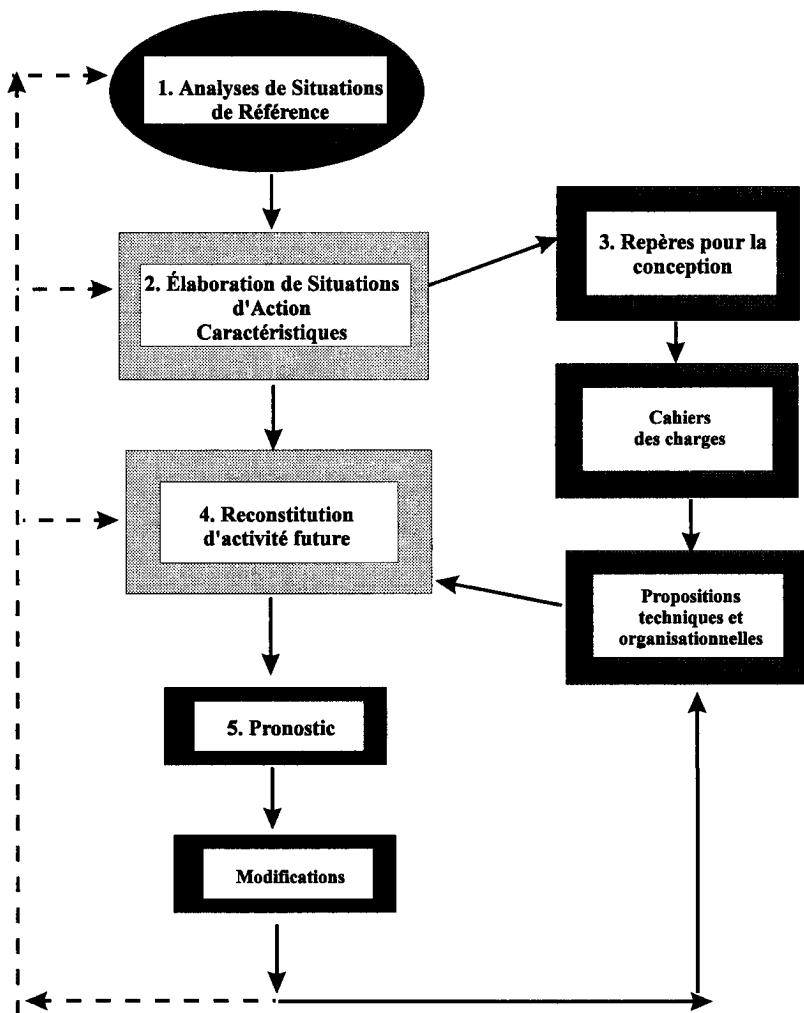 1. Analyses de Situations
de Référence
2. Élaboration de Situations
d'Action
Caractéristiques
3. Repères pour la
conception
Cahiers
des charges
4. Reconstitution
d'activité future
Propositions
techniques et
organisationnelles
5. Pronostic
Modifications